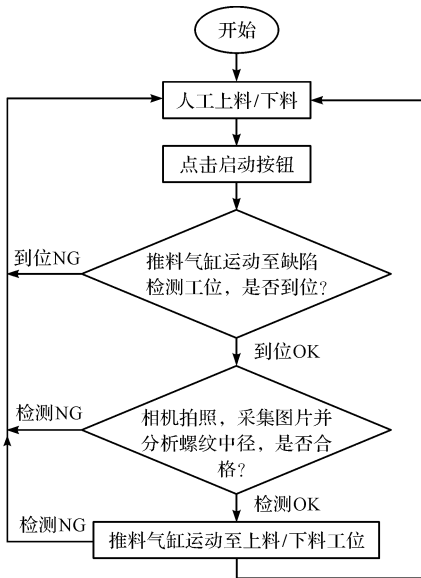 开始
人工上料/下料
点击启动按钮
推料气缸运动至缺陷
检测工位，是否到位?
到位NG
到位OK
相机拍照，采集图片并
分析螺纹中径，是否合
格?
检测NG
检测OK
检测NG
推料气缸运动至上料/下料工位